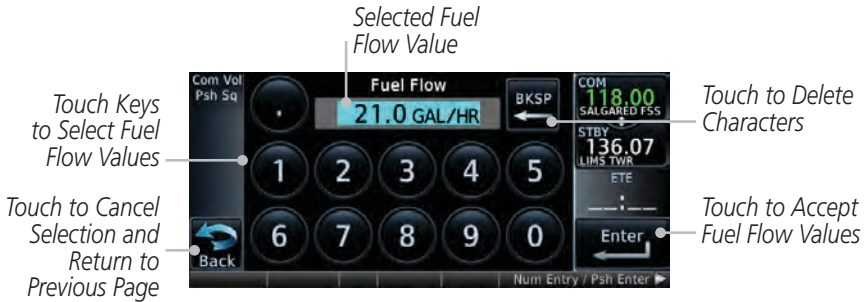 Selected Fuel
Flow Value
Touch Keys
to Select Fuel
Flow Values
Touch to Cancel
Selection and
Return to
Previous Page
Com Vol
Psh Sq
Fuel Flow
.
21.0 GAL/HR
BKSP
1 2 3 4 5
6 7 8 9 0
Back
COM
118.00
SALGARED FSS
STBY
136.07
LIMS TWR
ETE
__:__
Enter
Num Entry / Psh Enter
Touch to Delete
Characters
Touch to Accept
Fuel Flow Values